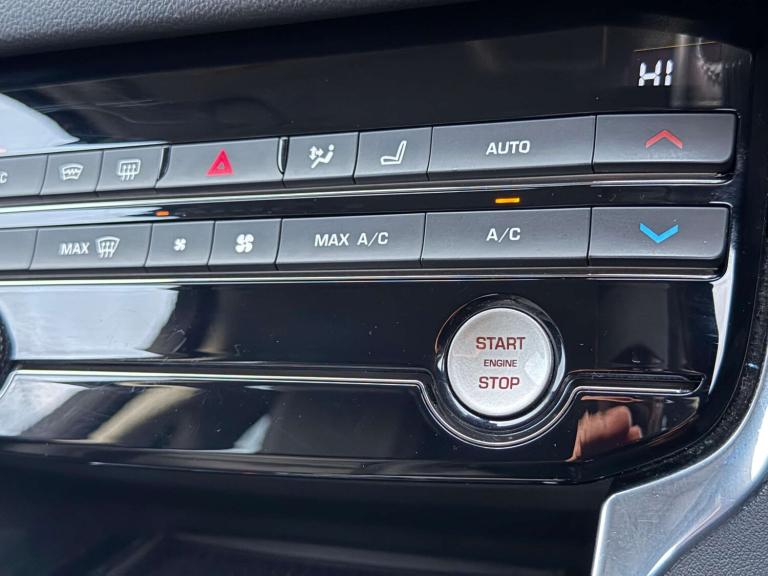 HI
C
AUTO
MAX
MAX A/C
A/C
START
ENGINE
STOP